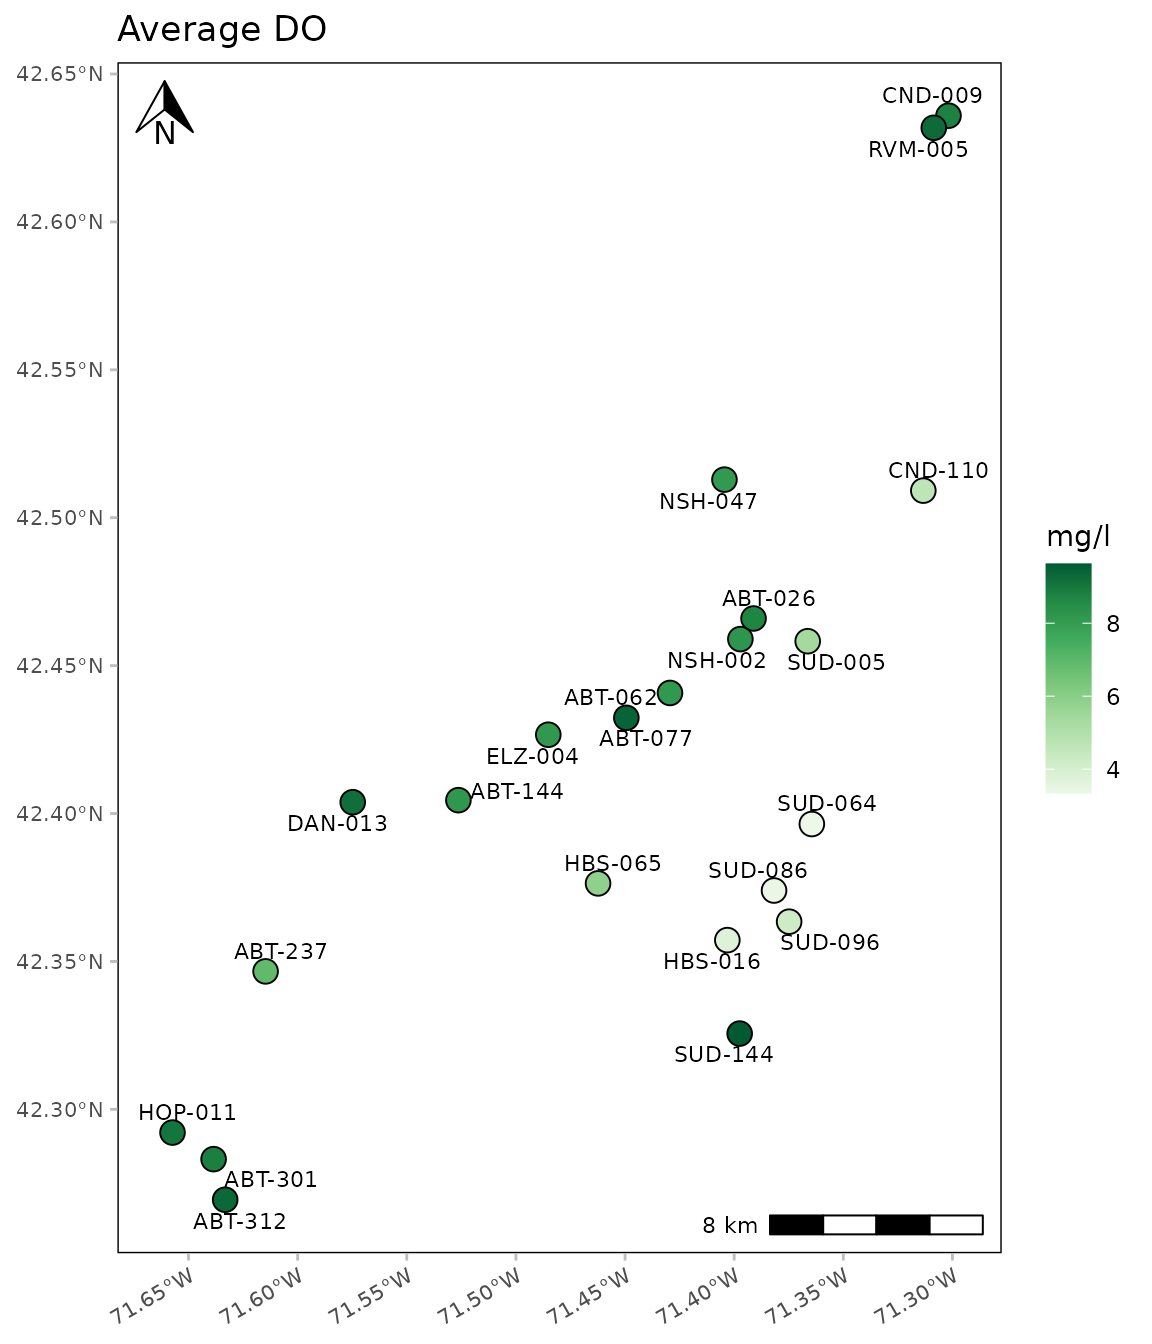 Average DO
42.65°N
N
CND-009
RVM-005
42.60°N
42.55°N
CND-110
NSH-047
42.50°N
mg/l
ABT-026
8
NSH-002
SUD-005
42.45°N
ABT-062
6
ABT-077
ELZ-004
4
ABT-144
SUD-064
42.40°N
DAN-013
HBS-065
SUD-086
SUD-096
ABT-237
HBS-016
42.35°N
SUD-144
42.30°N
HOP-011
ABT-301
ABT-312
8 km
71.65°W
71.60°W
71.55°W
71.50°W
71.45°W
71.40°W
71.35°W
71.30°W